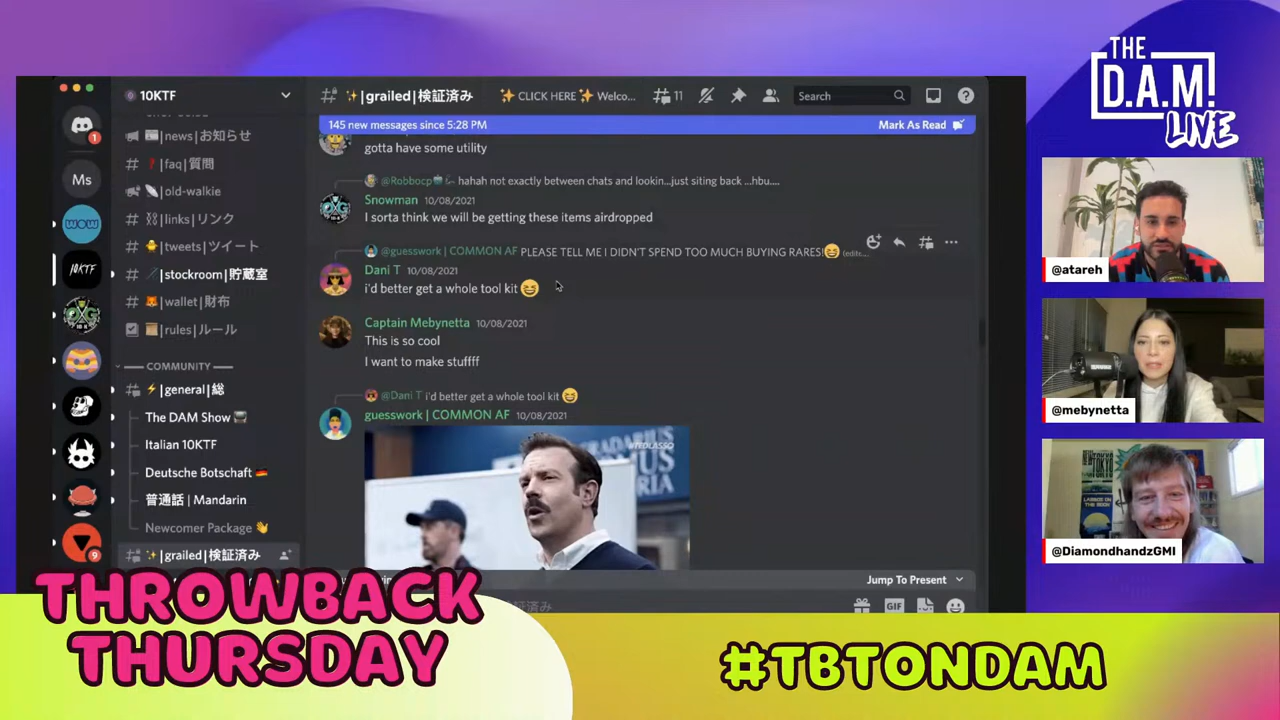 THE
D.A.M!
LIVE
10KTF
✨|grailed|検証済み
✨ CLICK HERE ✨ Welco...
11
Search
145 new messages since 5:28 PM
Mark As Read
gotta have some utility
@Robbocp hahah not exactly between chats and lookin...just siting back ...hbu....
Snowman 10/08/2021
I sorta think we will be getting these items airdropped
@guesswork | COMMON AF PLEASE TELL ME I DIDN'T SPEND TOO MUCH BUYING RARES!😆 (edite...
Dani T 10/08/2021
i'd better get a whole tool kit 😆
Captain Mebynetta 10/08/2021
This is so cool
I want to make stuffff
@Dani T i'd better get a whole tool kit 😆
guesswork | COMMON AF 10/08/2021
#TEDLASSO
Jump To Present
GIF
1
Ms
WOW
10KTF
9
|news|お知らせ
❓|faq|質問
|old-walkie
|links|リンク
|tweets|ツイート
|stockroom|貯蔵室
|wallet|財布
|rules|ルール
COMMUNITY
⚡|general|総
The DAM Show
Italian 10KTF
Deutsche Botschaft 🇩🇪
普通話 | Mandarin
Newcomer Package 👋
✨|grailed|検証済み
@atareh
@mebynetta
@DiamondhandzGMI
THROWBACK
THURSDAY
#TBTONDAM